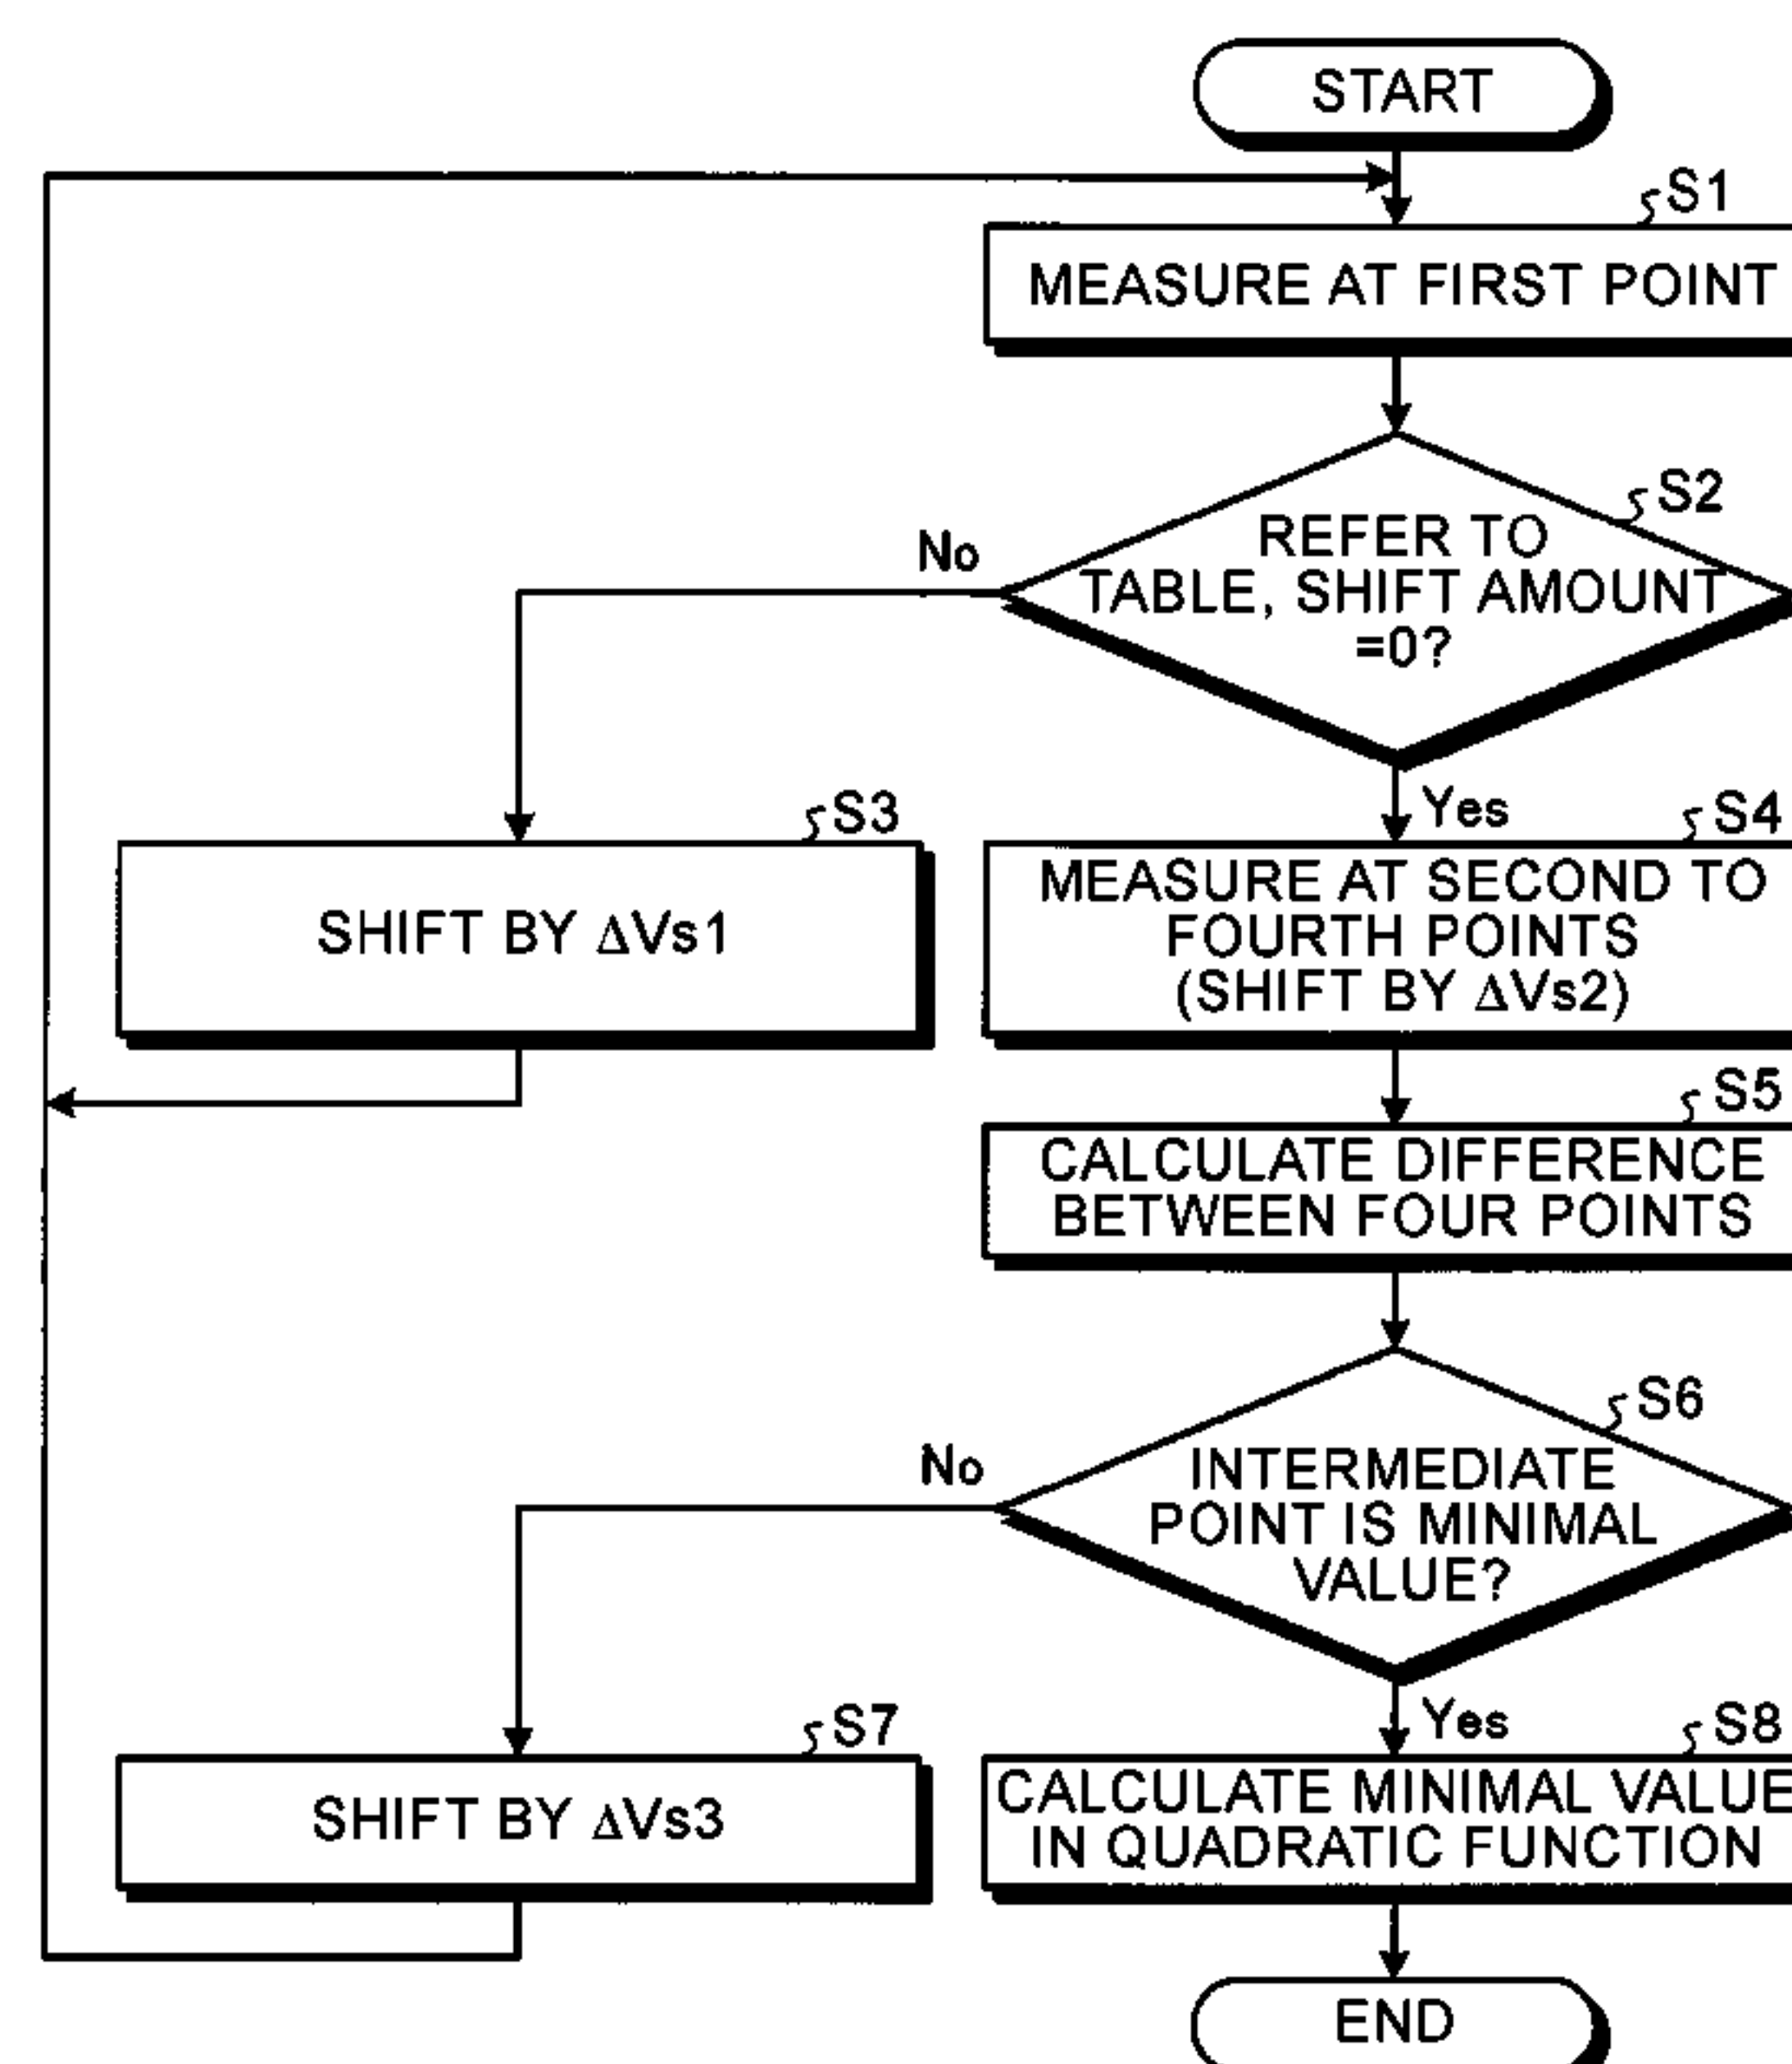 START
S1
MEASURE AT FIRST POINT
S2
REFER TO
TABLE, SHIFT AMOUNT
=0?
No
Yes
S3
SHIFT BY ΔVs1
S4
MEASURE AT SECOND TO
FOURTH POINTS
(SHIFT BY ΔVs2)
S5
CALCULATE DIFFERENCE
BETWEEN FOUR POINTS
S6
INTERMEDIATE
POINT IS MINIMAL
VALUE?
No
Yes
S7
SHIFT BY ΔVs3
S8
CALCULATE MINIMAL VALUE
IN QUADRATIC FUNCTION
END